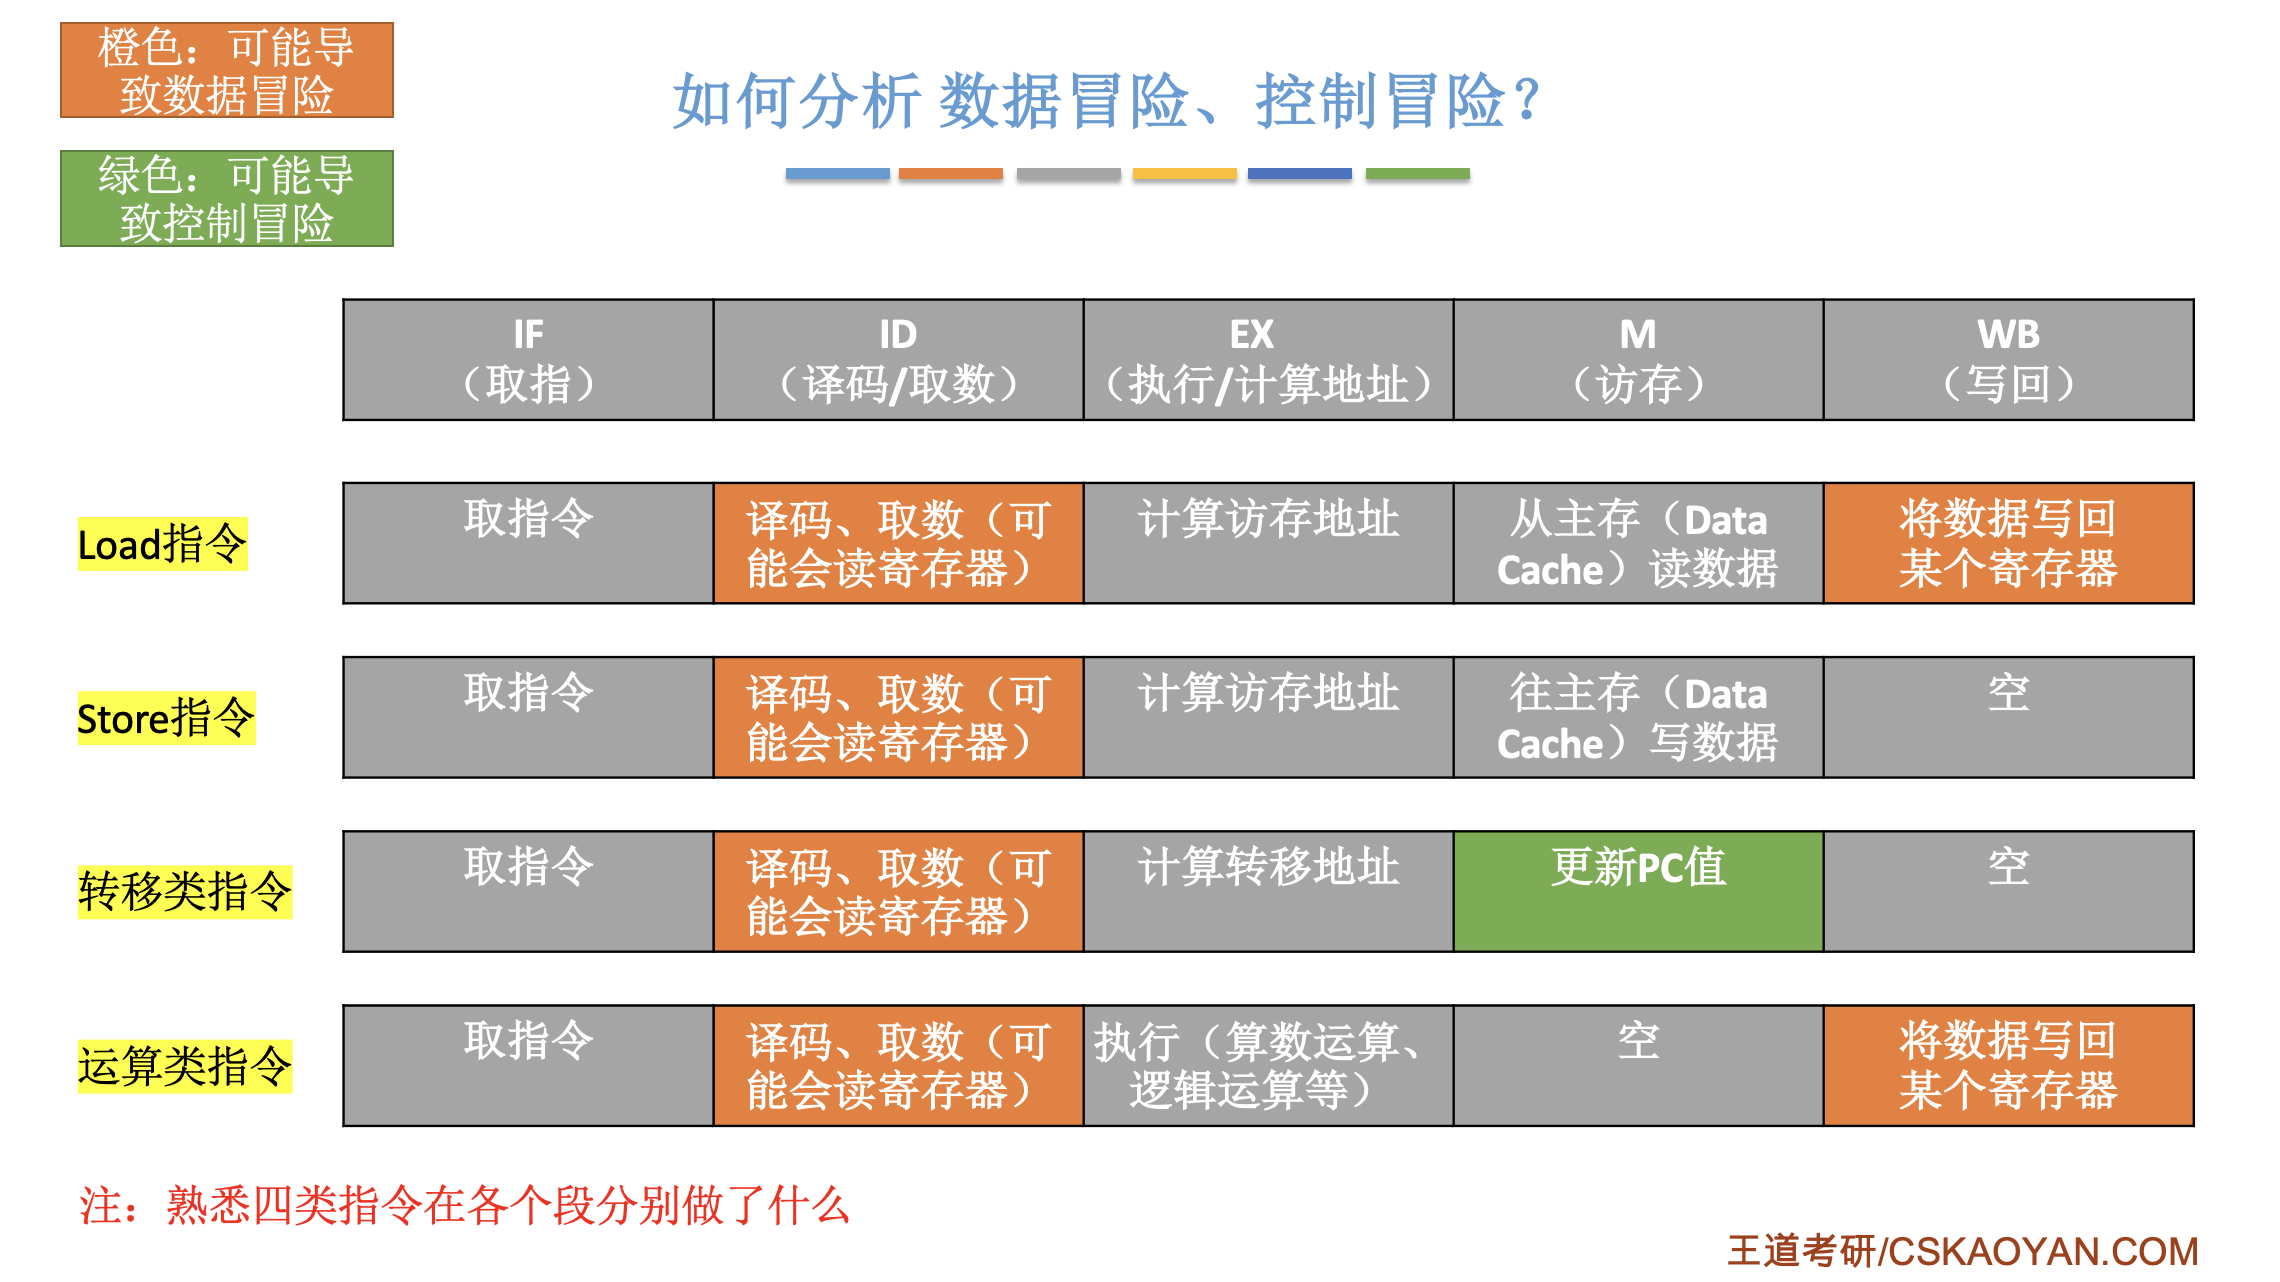 橙色：可能导
致数据冒险
绿色：可能导
致控制冒险
如何分析 数据冒险、控制冒险？
IF
（取指）
ID
（译码/取数）
EX
（执行/计算地址）
M
（访存）
WB
（写回）
Load指令
取指令
译码、取数（可
能会读寄存器）
计算访存地址
从主存（Data
Cache）读数据
将数据写回
某个寄存器
Store指令
取指令
译码、取数（可
能会读寄存器）
计算访存地址
往主存（Data
Cache）写数据
空
转移类指令
取指令
译码、取数（可
能会读寄存器）
计算转移地址
更新PC值
空
运算类指令
取指令
译码、取数（可
能会读寄存器）
执行（算数运算、
逻辑运算等）
空
将数据写回
某个寄存器
注：熟悉四类指令在各个段分别做了什么
王道考研/CSKAOYAN.COM